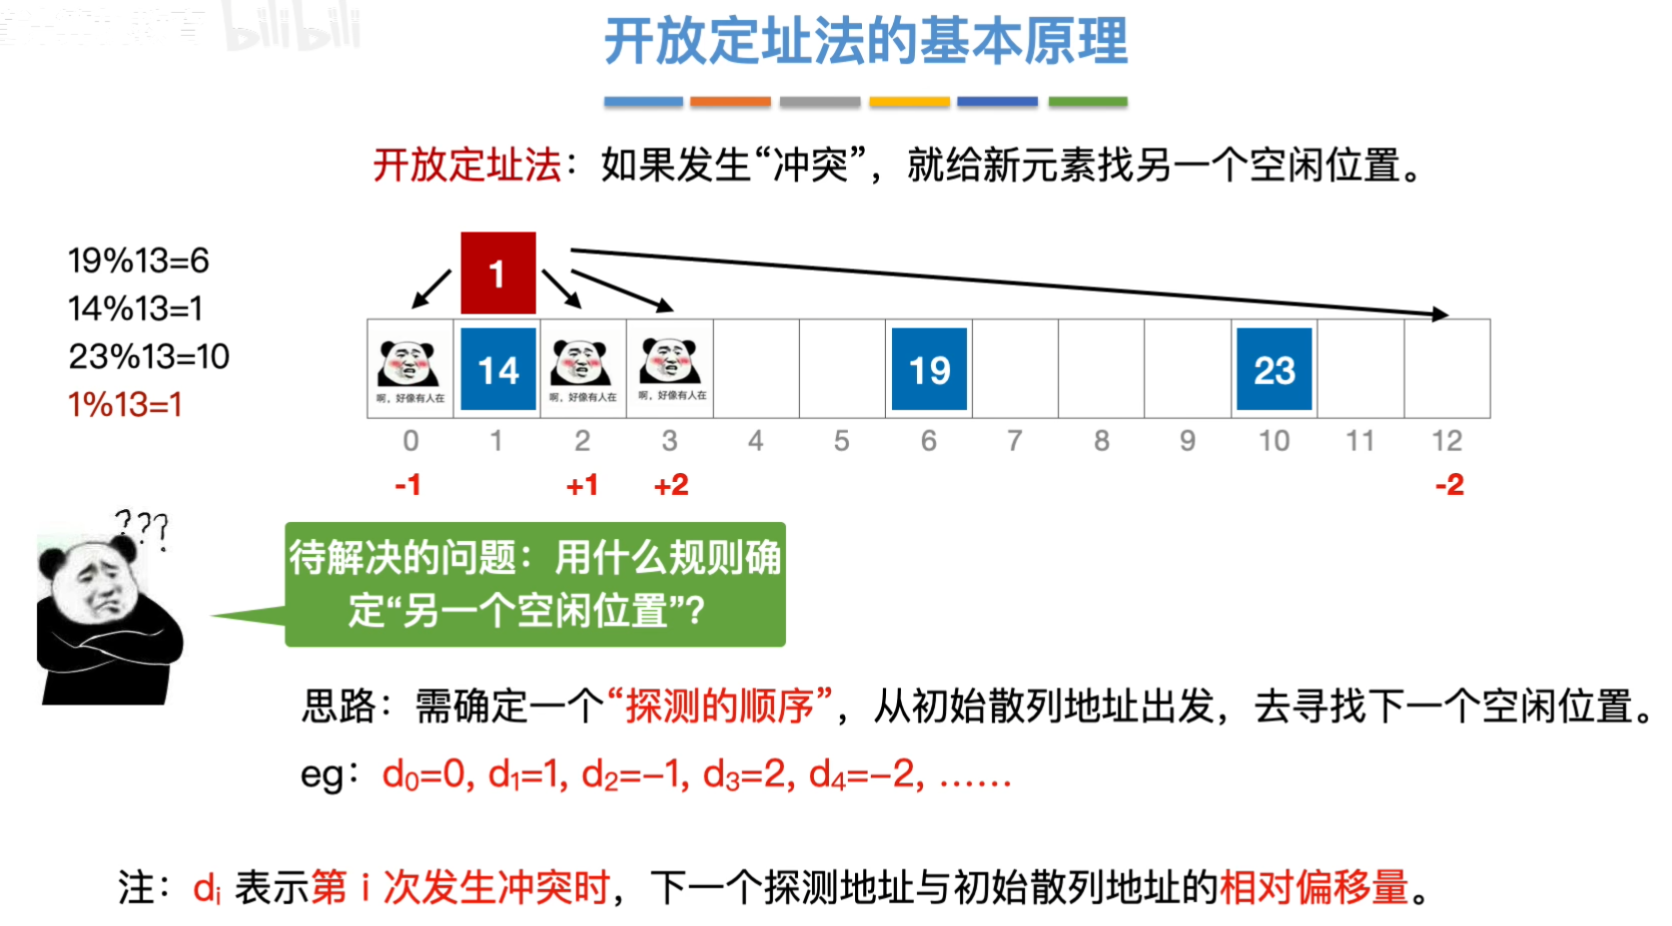 bilibili
开放定址法的基本原理
开放定址法：如果发生“冲突”，就给新元素找另一个空闲位置。
19%13=6
14%13=1
23%13=10
1%13=1
1
14
19
23
啊，好像有人在
啊，好像有人在
啊，好像有人在
0 1 2 3 4 5 6 7 8 9 10 11 12
-1 +1 +2 -2
???
待解决的问题：用什么规则确
定“另一个空闲位置”？
思路：需确定一个“探测的顺序”，从初始散列地址出发，去寻找下一个空闲位置。
eg：d₀=0, d₁=1, d₂=–1, d₃=2, d₄=–2, ……
注：dᵢ 表示第 i 次发生冲突时，下一个探测地址与初始散列地址的相对偏移量。